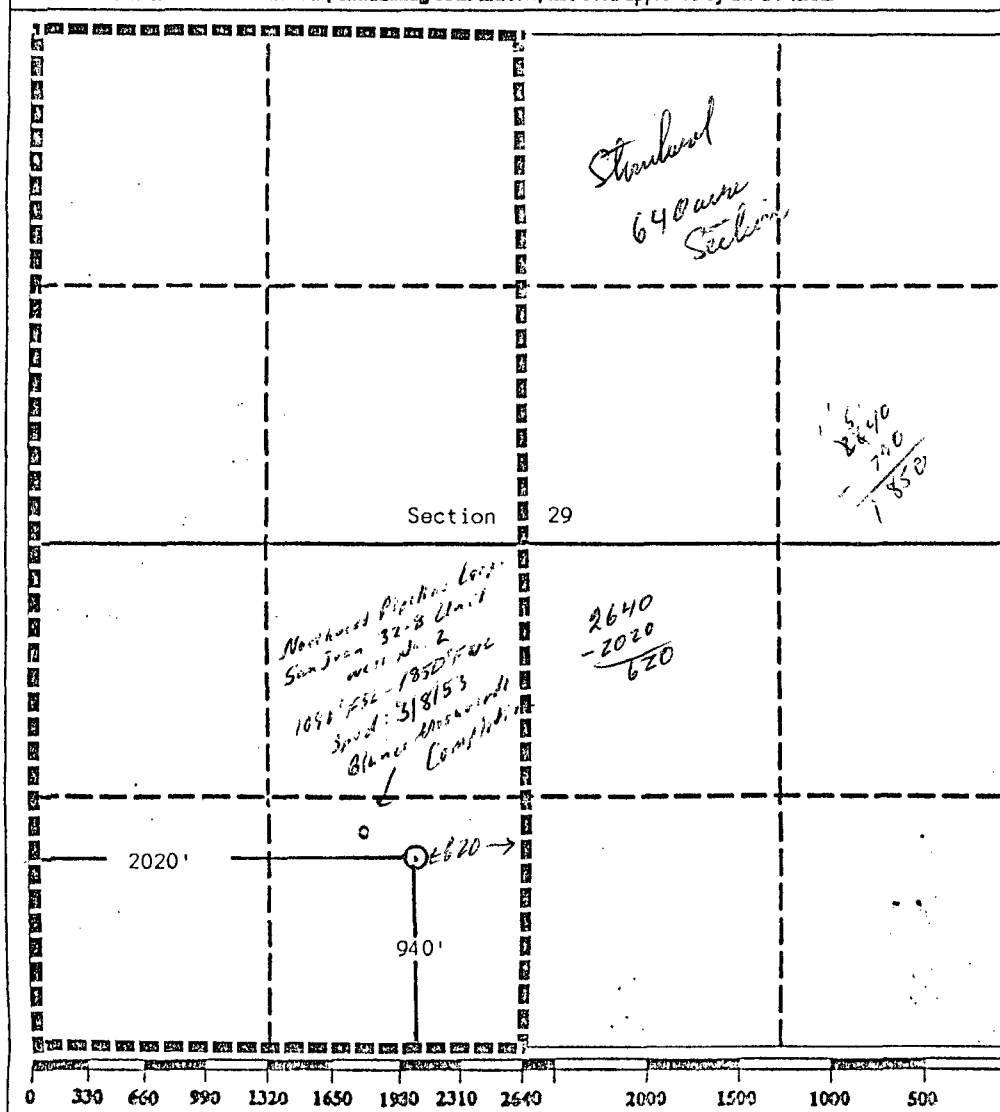 Standard
640 acre
Section
2640
790
1850
Section 29
Northwest Pipeline Corp.
San Juan 32-8 Unit
Well No. 2
FSL - 1850' FWL
Spud: 3/8/53
Blanco Mesaverde
Completion
2640
-2020
620
2020'
620 →
940'
0 330 660 990 1320 1650 1980 2310 2640 2000 1500 1000 500